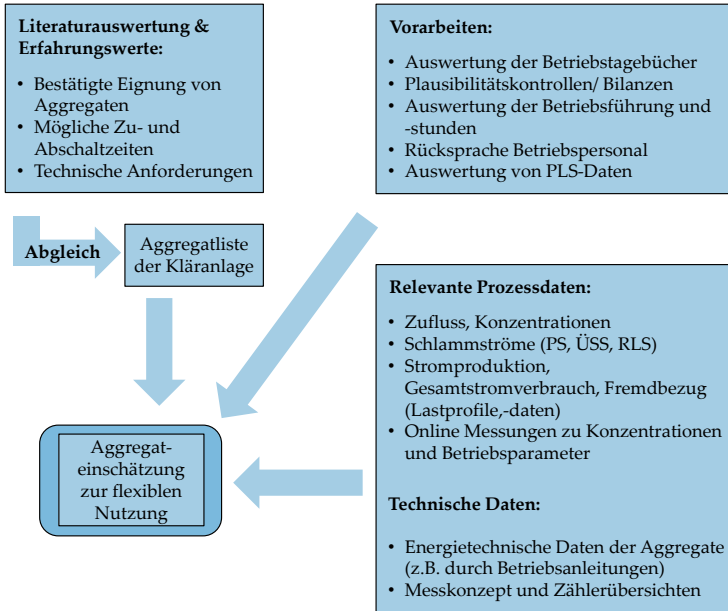 Literaturauswertung &
Erfahrungswerte:
• Bestätigte Eignung von
Aggregaten
• Mögliche Zu- und
Abschaltzeiten
• Technische Anforderungen
Vorarbeiten:
• Auswertung der Betriebstagebücher
• Plausibilitätskontrollen/ Bilanzen
• Auswertung der Betriebsführung und
-stunden
• Rücksprache Betriebspersonal
• Auswertung von PLS-Daten
Abgleich
Aggregatliste
der Kläranlage
Relevante Prozessdaten:
• Zufluss, Konzentrationen
• Schlammströme (PS, ÜSS, RLS)
• Stromproduktion,
Gesamtstromverbrauch, Fremdbezug
(Lastprofile,-daten)
• Online Messungen zu Konzentrationen
und Betriebsparameter
Technische Daten:
• Energietechnische Daten der Aggregate
(z.B. durch Betriebsanleitungen)
• Messkonzept und Zählerübersichten
Aggregat-
einschätzung
zur flexiblen
Nutzung